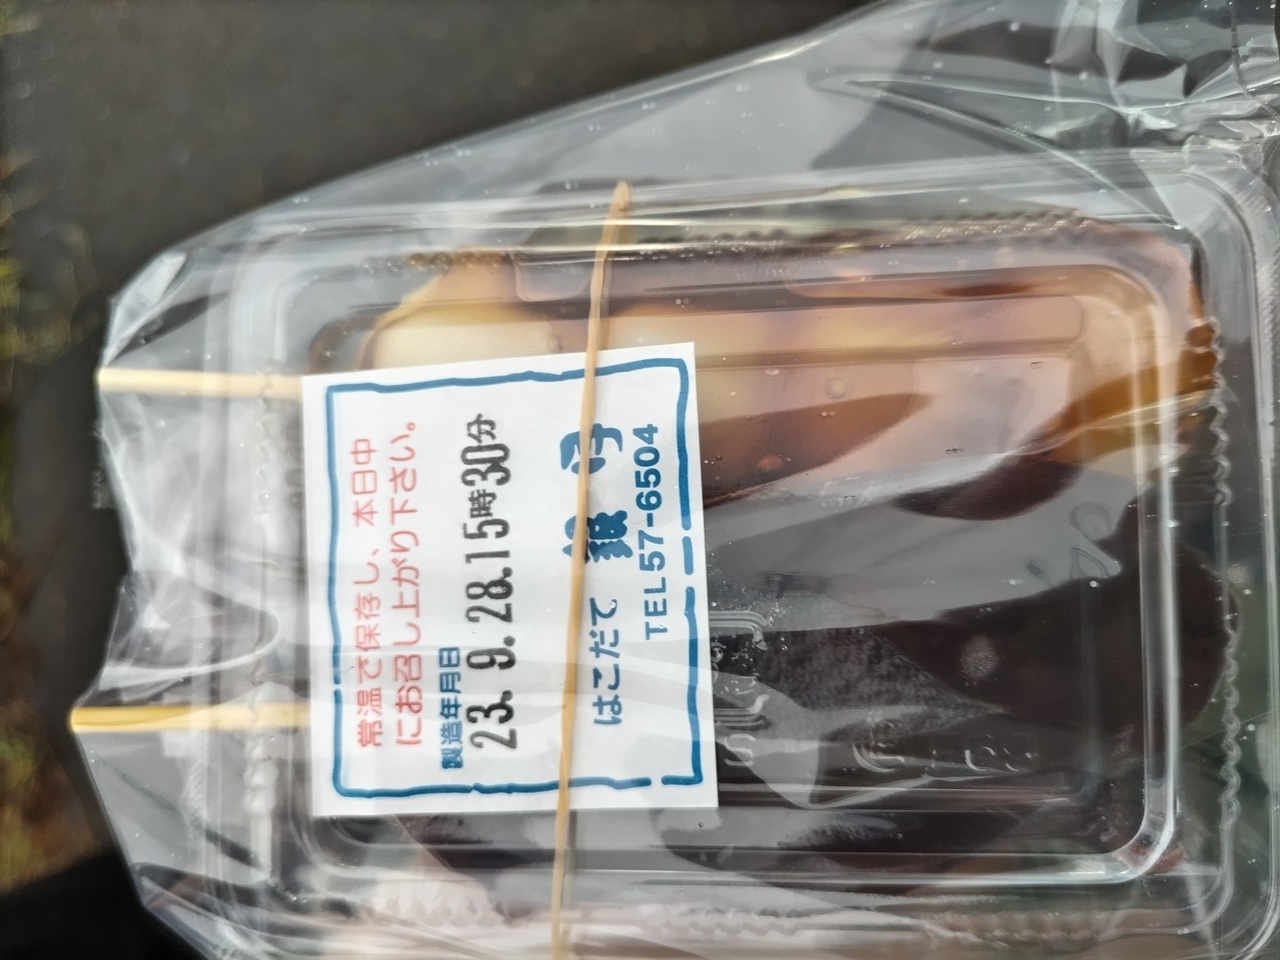 常温で保存し、本日中
にお召し上がり下さい。
製造年月日
23. 9. 28. 15時30分
はこだて
TEL57-6504